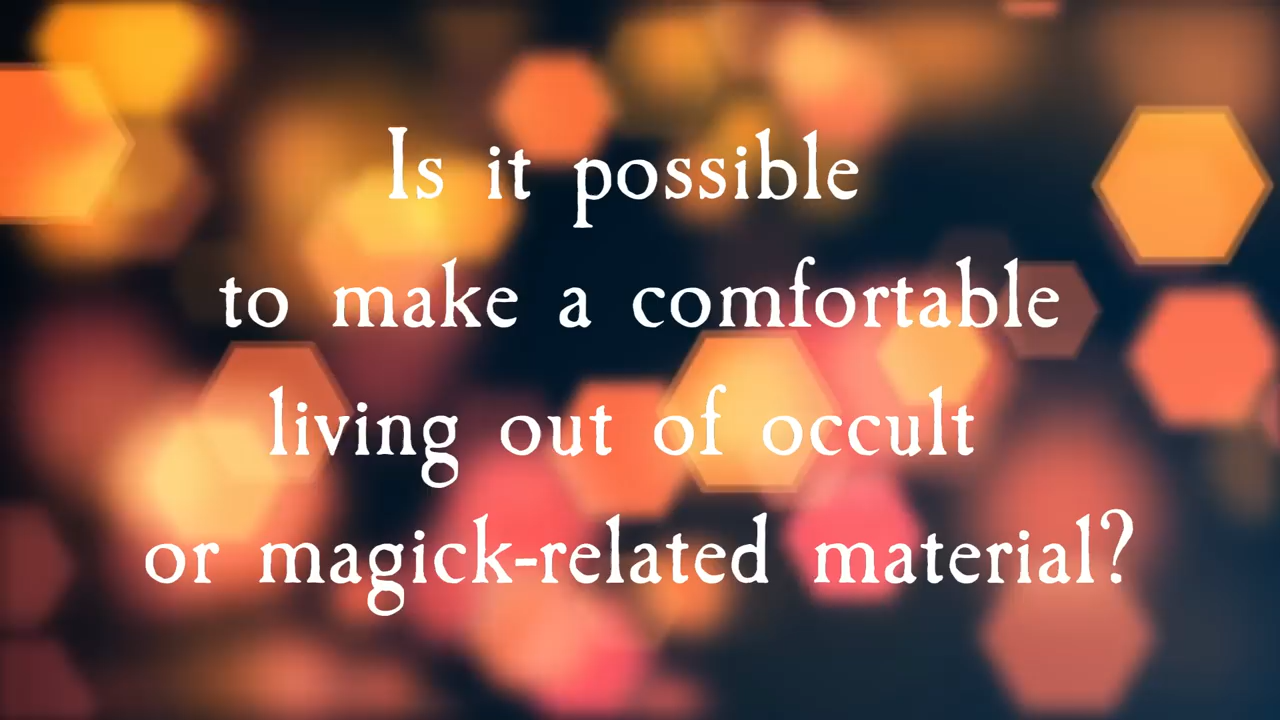 Is it possible
to make a comfortable
living out of occult
or magick-related material?